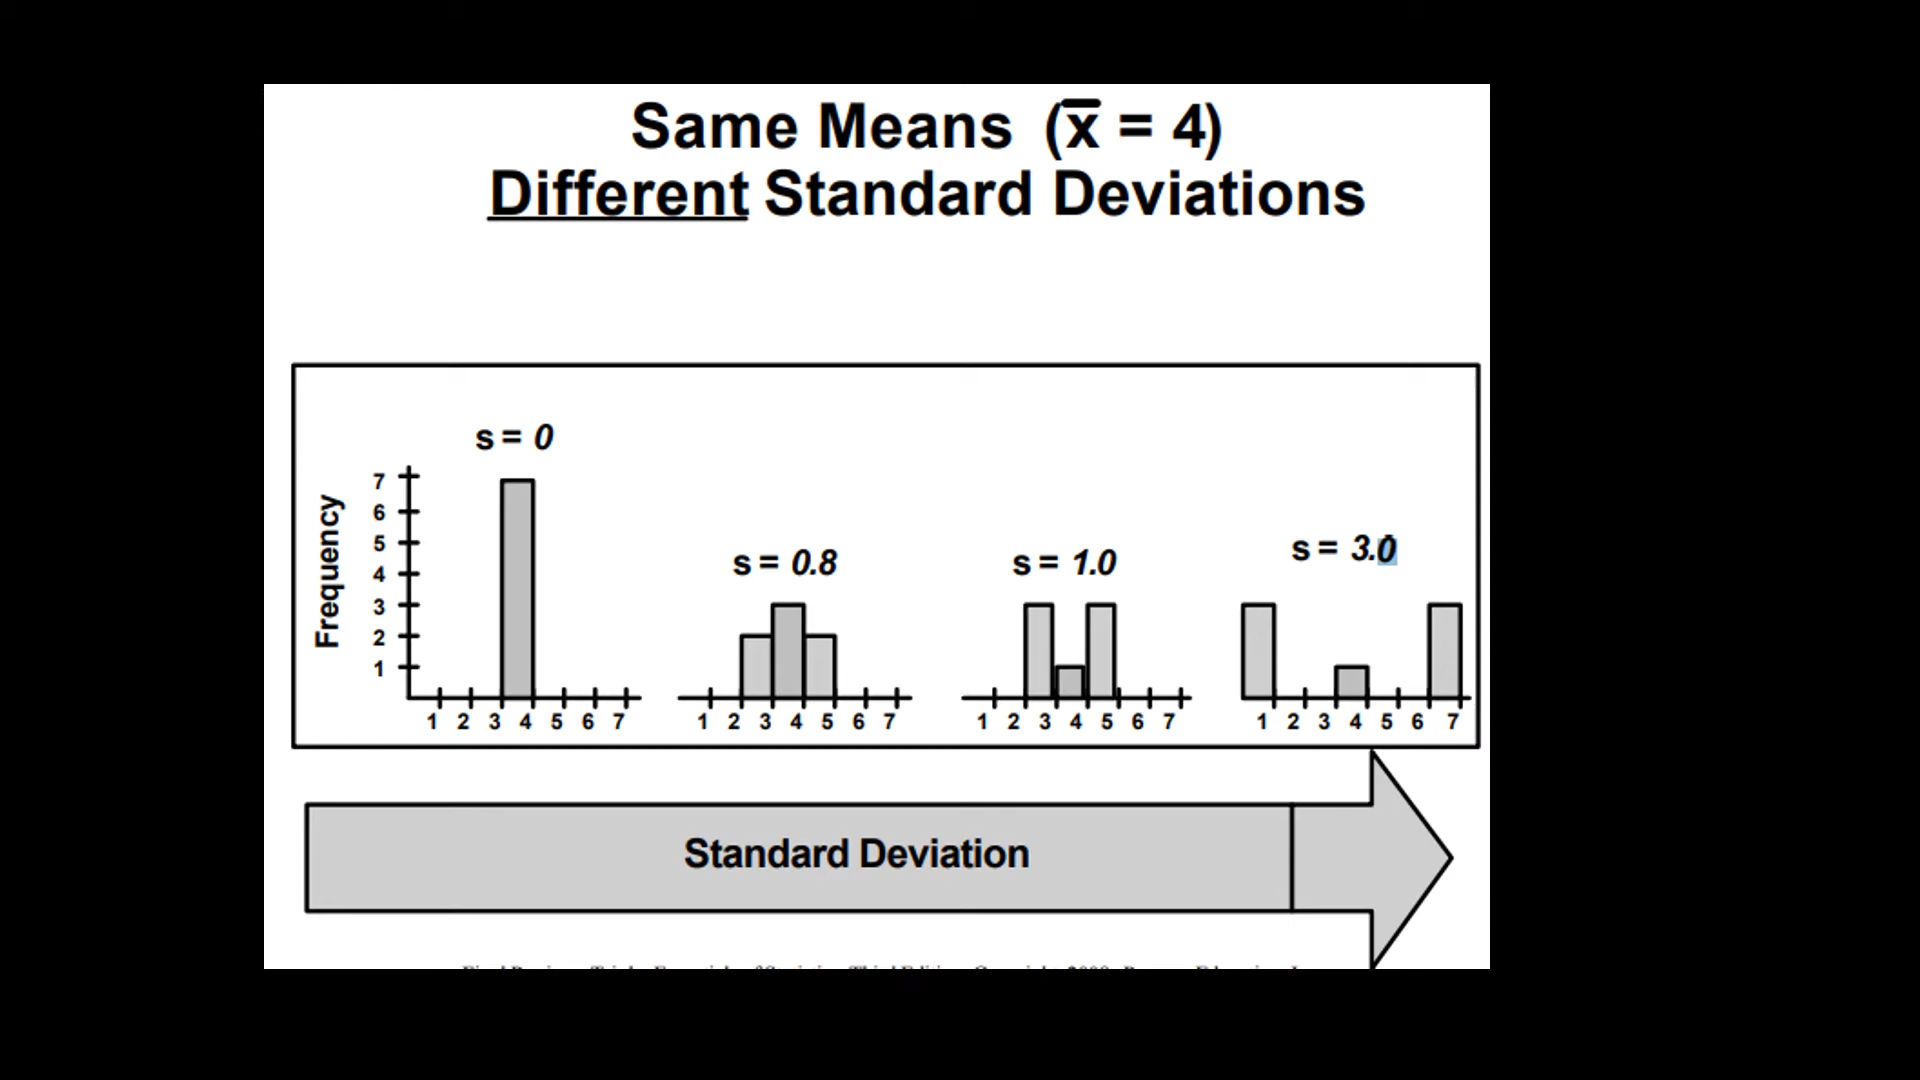 Same Means (x̄ = 4)
Different Standard Deviations
s = 0
s = 0.8
s = 1.0
s = 3.0
Frequency
7
6
5
4
3
2
1
1 2 3 4 5 6 7
1 2 3 4 5 6 7
1 2 3 4 5 6 7
1 2 3 4 5 6 7
Standard Deviation